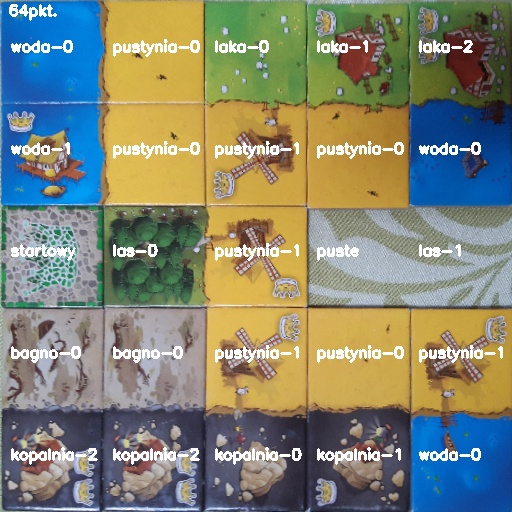 64pkt.
woda-0 pustynia-0 laka-0 laka-1 laka-2
woda-1 pustynia-0 pustynia-1 pustynia-0 woda-0
startowy las-0 pustynia-1 puste las-1
bagno-0 bagno-0 pustynia-1 pustynia-0 pustynia-1
kopalnia-2 kopalnia-2 kopalnia-0 kopalnia-1 woda-0